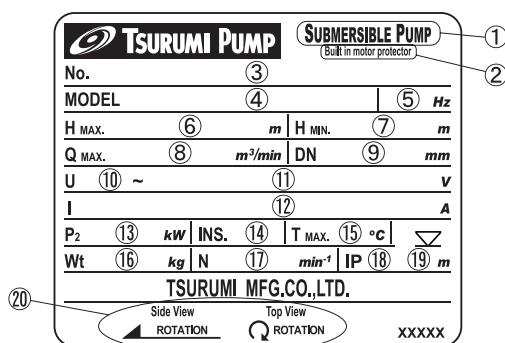 TSURUMI PUMP SUBMERSIBLE PUMP ①
Built in motor protector ②
No. ③
MODEL ④ ⑤ Hz
H MAX. ⑥ m H MIN. ⑦ m
Q MAX. ⑧ m³/min DN ⑨ mm
U ⑩ ~ ⑪ V
I ⑫ A
P₂ ⑬ kW INS. ⑭ T MAX. ⑮ °C
Wt ⑯ kg N ⑰ min⁻¹ IP ⑱ ⑲ m
TSURUMI MFG.CO.,LTD.
⑳ Side View Top View
ROTATION ROTATION XXXXX